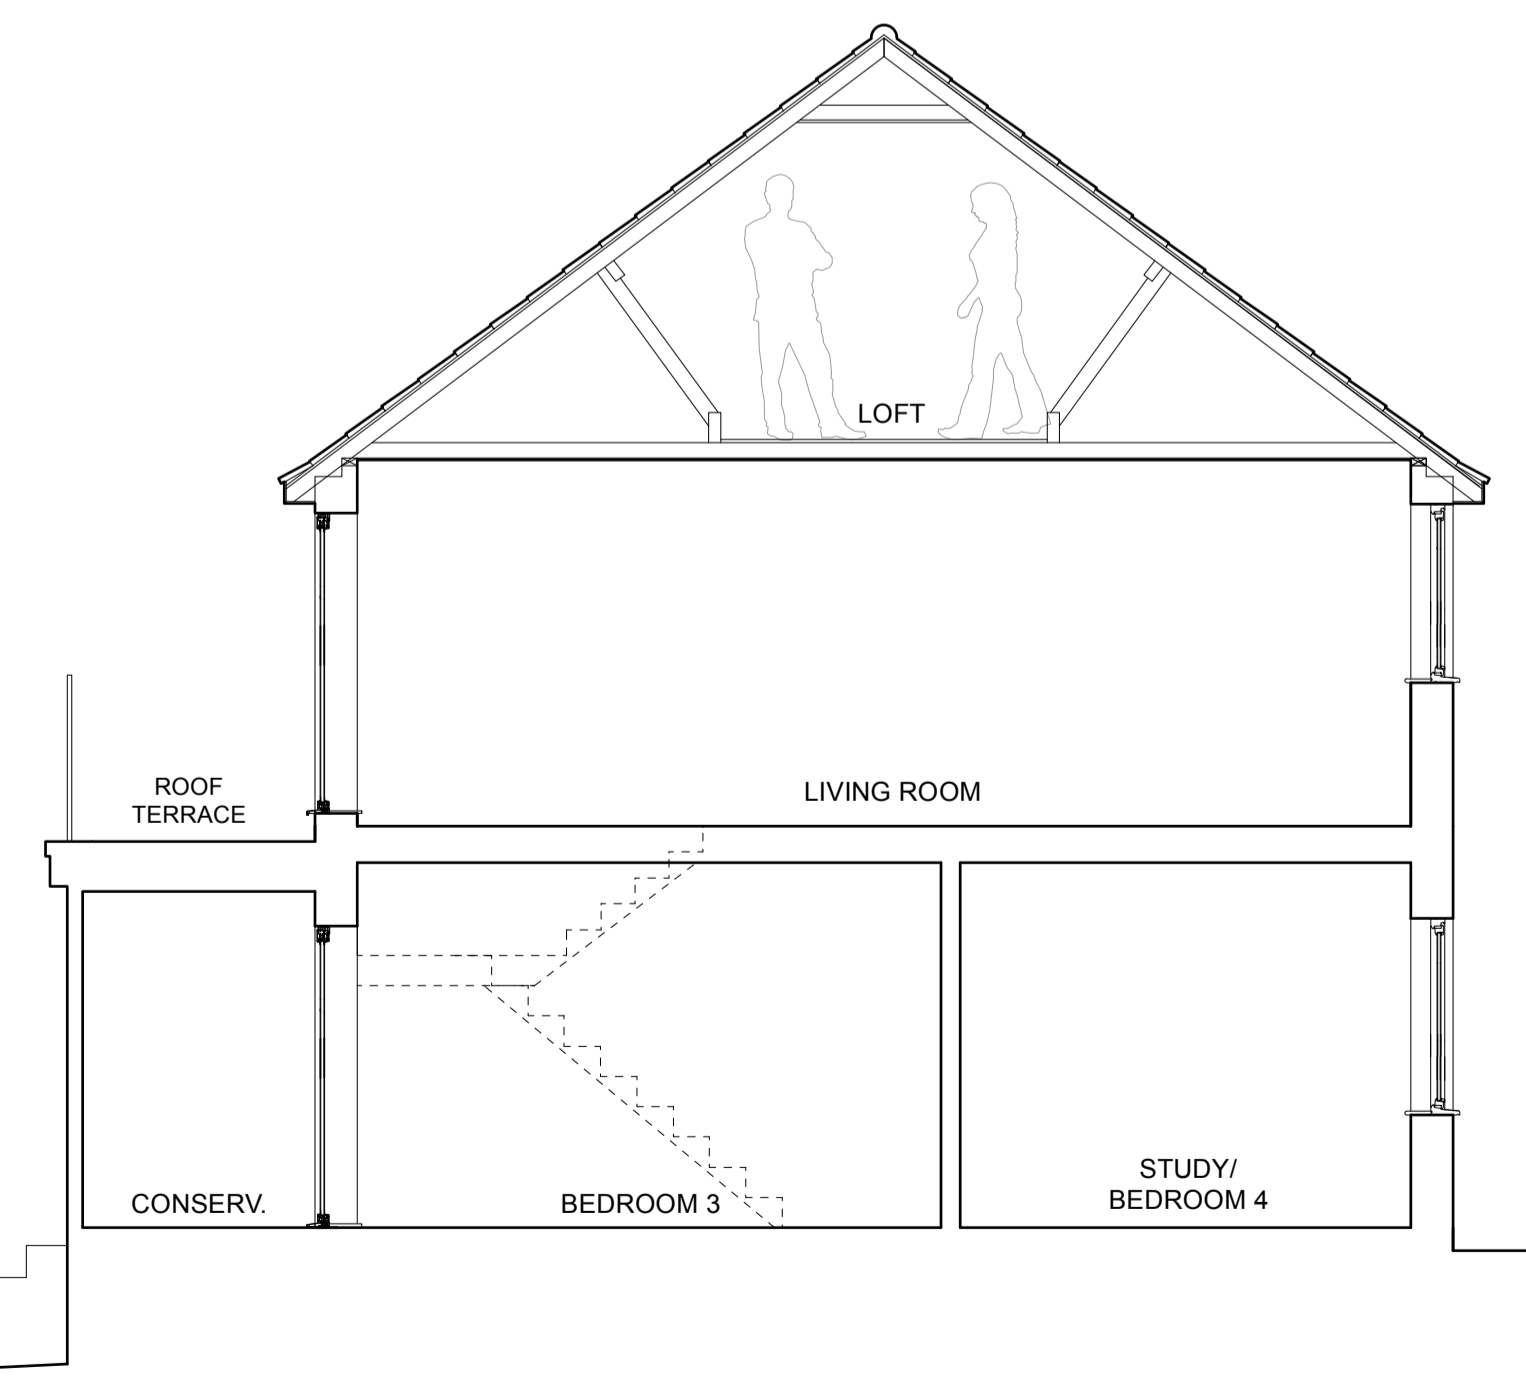 LOFT
ROOF
TERRACE
LIVING ROOM
CONSERV.
BEDROOM 3
STUDY/
BEDROOM 4